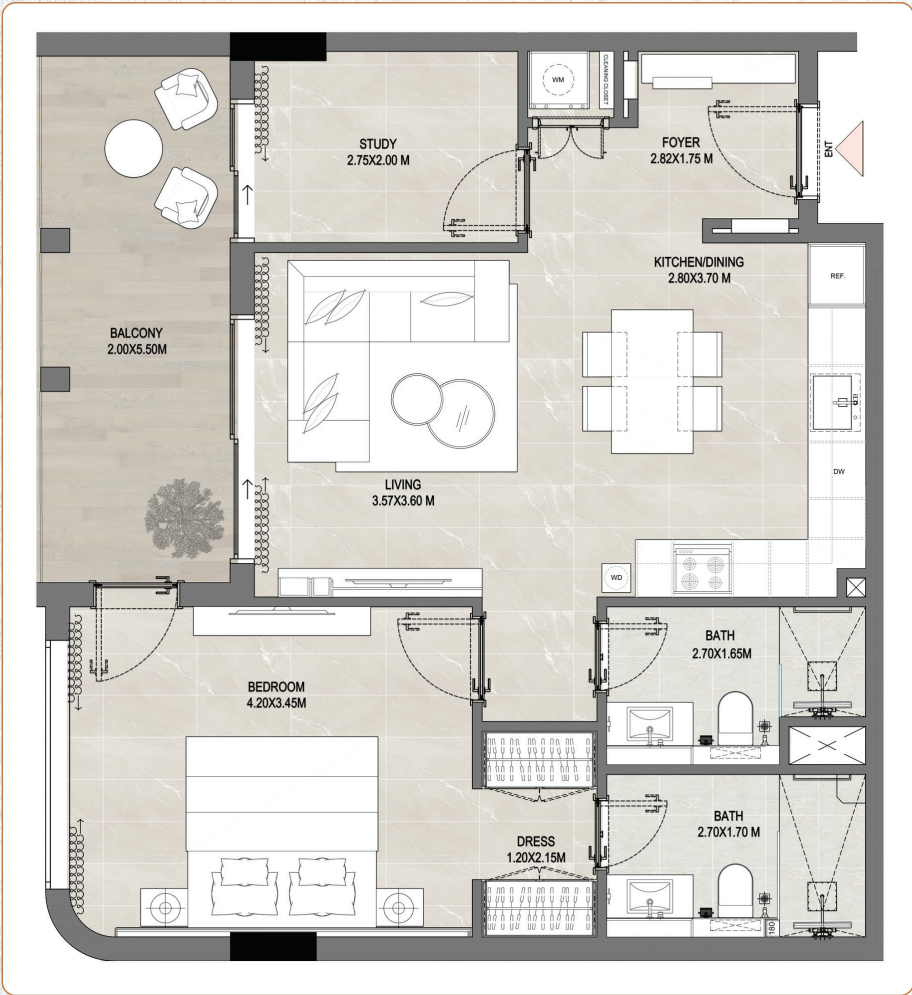 WM
CLEANING CLOSET
STUDY
2.75X2.00 M
FOYER
2.82X1.75 M
ENT
KITCHEN/DINING
2.80X3.70 M
REF.
BALCONY
2.00X5.50M
DW
LIVING
3.57X3.60 M
WD
BATH
2.70X1.65M
BEDROOM
4.20X3.45M
DRESS
1.20X2.15M
BATH
2.70X1.70 M
180